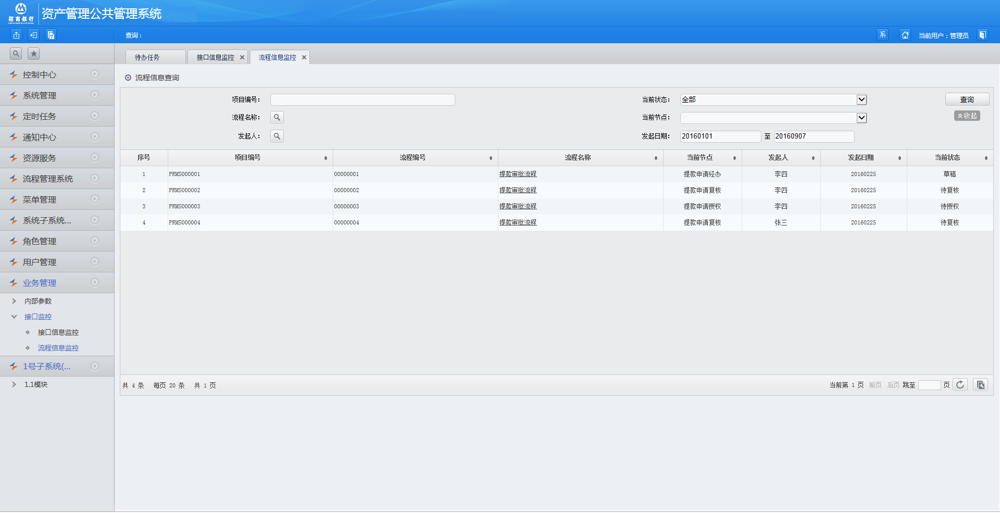 招商银行
资产管理公共管理系统
查询：
系
当前用户：管理员
待办任务
接口信息监控
流程信息监控
控制中心
系统管理
定时任务
通知中心
资源服务
流程管理系统
菜单管理
系统子系统...
角色管理
用户管理
业务管理
内部参数
接口监控
接口信息监控
流程信息监控
1号子系统(...
1.1模块
流程信息查询
项目编号： 当前状态： 全部 查询
流程名称： 当前节点： 收起
发起人： 发起日期： 20160101 至 20160907
序号 项目编号 流程编号 流程名称 当前节点 发起人 发起日期 当前状态
1 PRMS000001 00000001 提款审批流程 提款申请经办 李四 20160225 草稿
2 PRMS000002 00000002 提款审批流程 提款申请复核 李四 20160225 待复核
3 PRMS000003 00000003 提款审批流程 提款申请授权 李四 20160225 待授权
4 PRMS000004 00000004 提款审批流程 提款申请复核 张三 20160225 待复核
共 4 条 每页 20 条 共 1 页 当前第 1 页 前页 后页 跳至 页